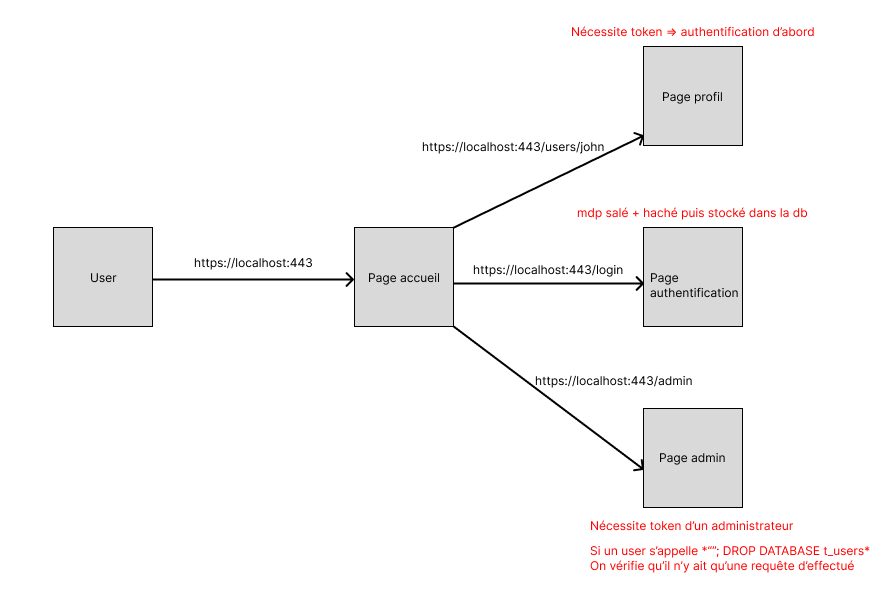 Nécessite token => authentification d'abord
Page profil
https://localhost:443/users/john
mdp salé + haché puis stocké dans la db
https://localhost:443
User
Page accueil
https://localhost:443/login
Page
authentification
https://localhost:443/admin
Page admin
Nécessite token d'un administrateur
Si un user s'appelle *“”; DROP DATABASE t_users*
On vérifie qu'il n'y ait qu'une requête d'effectué